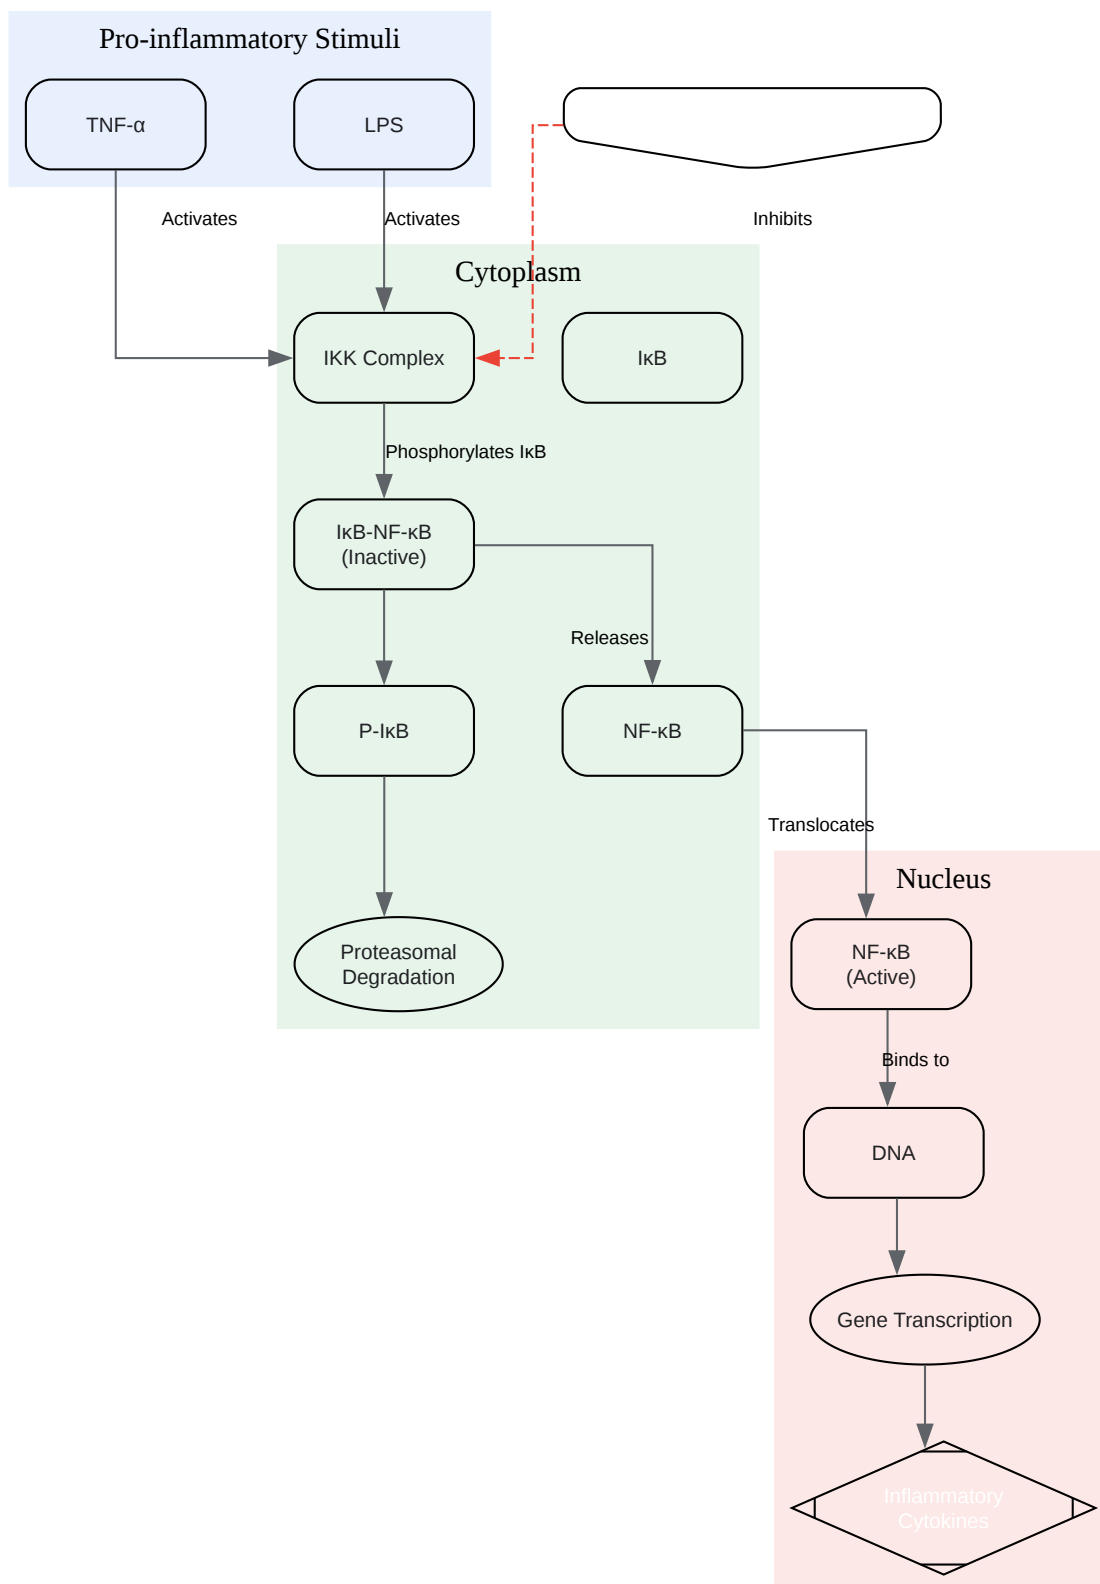 Pro-inflammatory Stimuli
TNF-α
LPS
Activates
Activates
Inhibits
Cytoplasm
IKK Complex
IκB
Phosphorylates IκB
IκB-NF-κB
(Inactive)
Releases
P-IκB
NF-κB
Translocates
Nucleus
Proteasomal
Degradation
NF-κB
(Active)
Binds to
DNA
Gene Transcription
Inflammatory
Cytokines